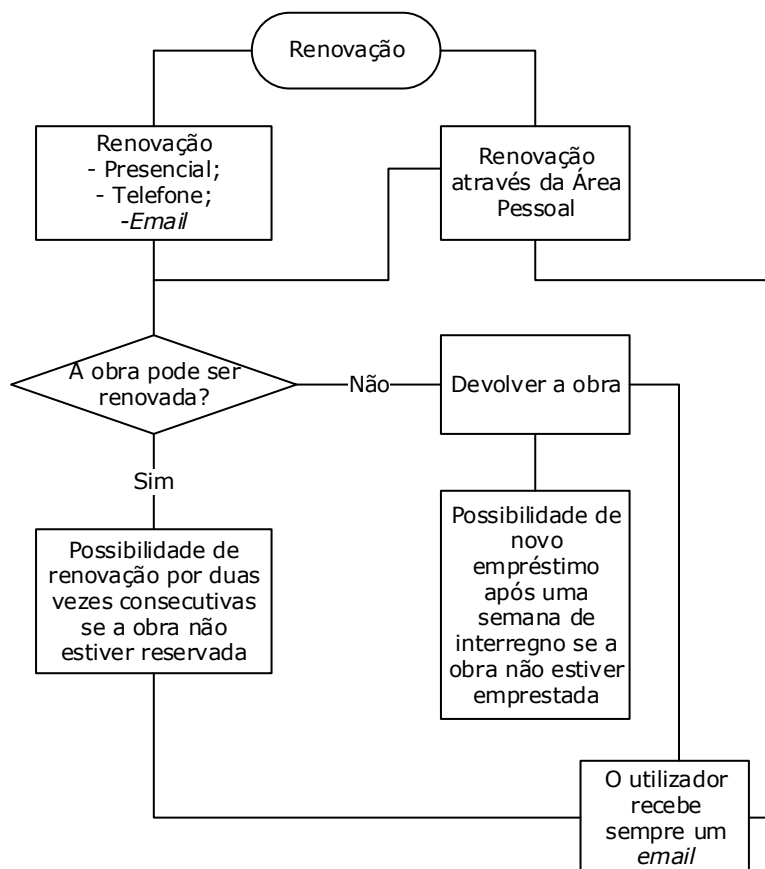 Renovação
Renovação
- Presencial;
- Telefone;
-Email
Renovação
através da Área
Pessoal
A obra pode ser
renovada?
Não
Devolver a obra
Sim
Possibilidade de
renovação por duas
vezes consecutivas
se a obra não
estiver reservada
Possibilidade de
novo
empréstimo
após uma
semana de
interregno se a
obra não estiver
emprestada
O utilizador
recebe
sempre um
email